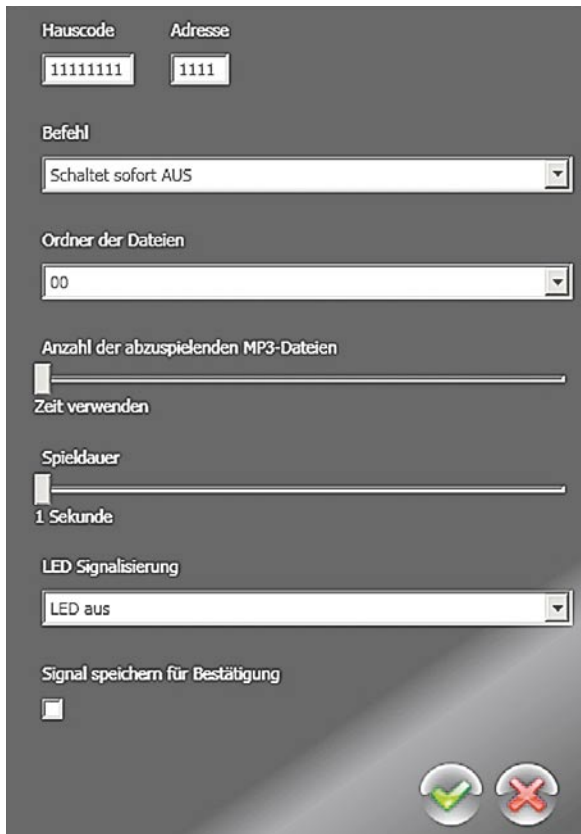 Hauscode Adresse
11111111 1111
Befehl
Schaltet sofort AUS
Ordner der Dateien
00
Anzahl der abzuspielenden MP3-Dateien
Zeit verwenden
Spieldauer
1 Sekunde
LED Signalisierung
LED aus
Signal speichern für Bestätigung